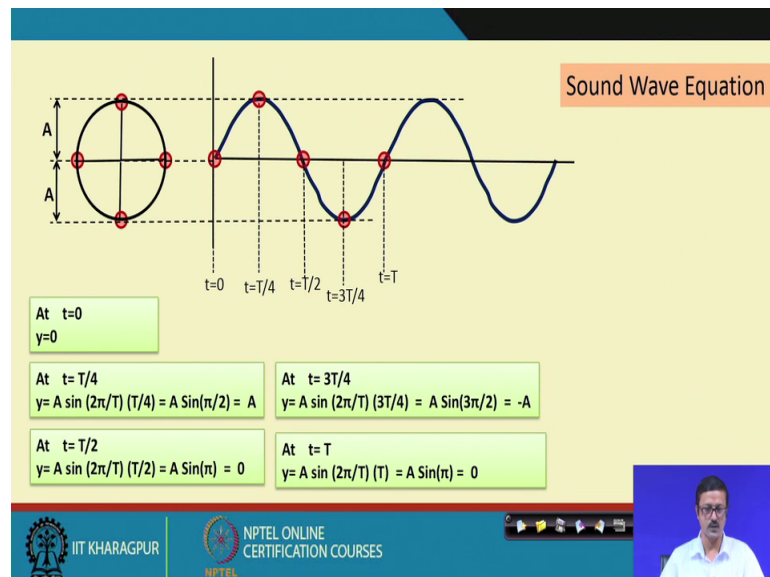 Sound Wave Equation
A
A
t=0
t=T/4
t=T/2
t=3T/4
t=T
At t=0
y=0
At t= T/4
y= A sin (2π/T) (T/4) = A Sin(π/2) = A
At t= 3T/4
y= A sin (2π/T) (3T/4) = A Sin(3π/2) = -A
At t= T/2
y= A sin (2π/T) (T/2) = A Sin(π) = 0
At t= T
y= A sin (2π/T) (T) = A Sin(π) = 0
IIT KHARAGPUR
NPTEL ONLINE
CERTIFICATION COURSES
NPTEL